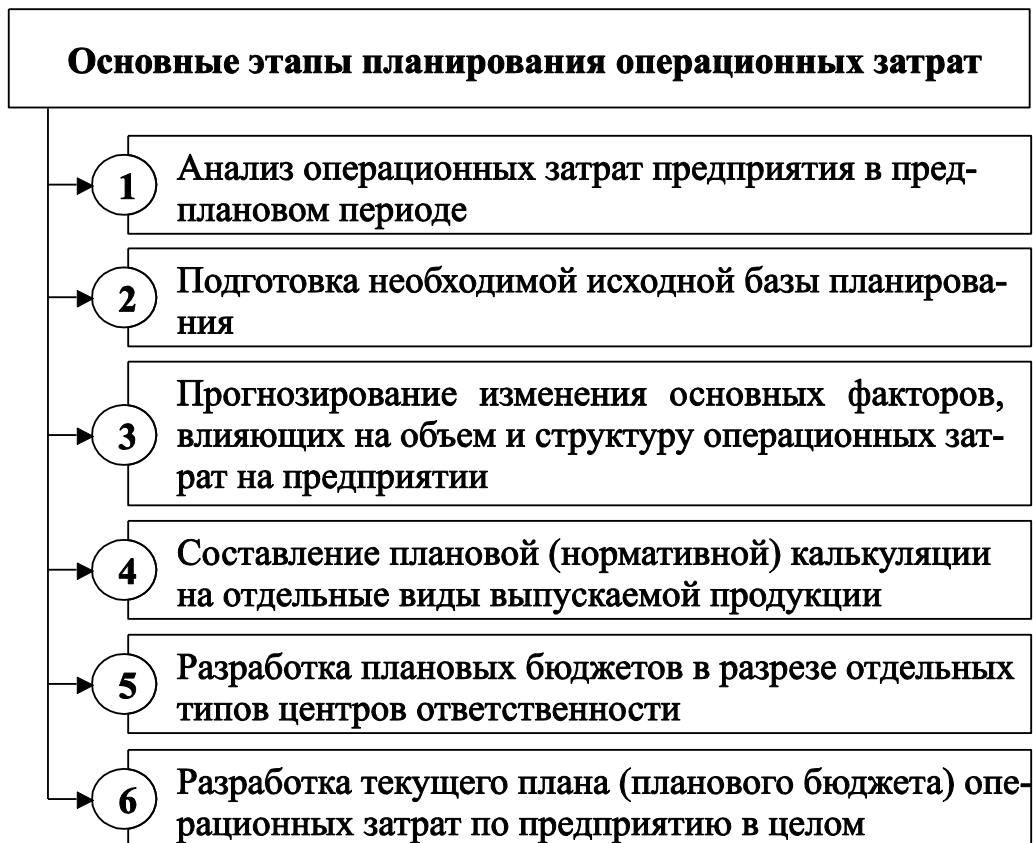 Основные этапы планирования операционных затрат
1
Анализ операционных затрат предприятия в пред-
плановом периоде
2
Подготовка необходимой исходной базы планирова-
ния
3
Прогнозирование изменения основных факторов,
влияющих на объем и структуру операционных зат-
рат на предприятии
4
Составление плановой (нормативной) калькуляции
на отдельные виды выпускаемой продукции
5
Разработка плановых бюджетов в разрезе отдельных
типов центров ответственности
6
Разработка текущего плана (планового бюджета) опе-
рационных затрат по предприятию в целом